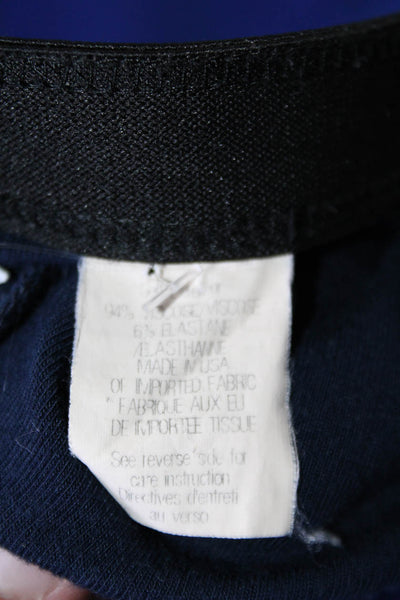 94% VISCOSE/VISCOSE
6% ELASTANE
/ELASTHANNE
MADE IN USA
OF IMPORTED FABRIC
FABRIQUE AUX EU
DE IMPORTEE TISSUE
See reverse side for
care instruction
Directives d'entreti
au verso